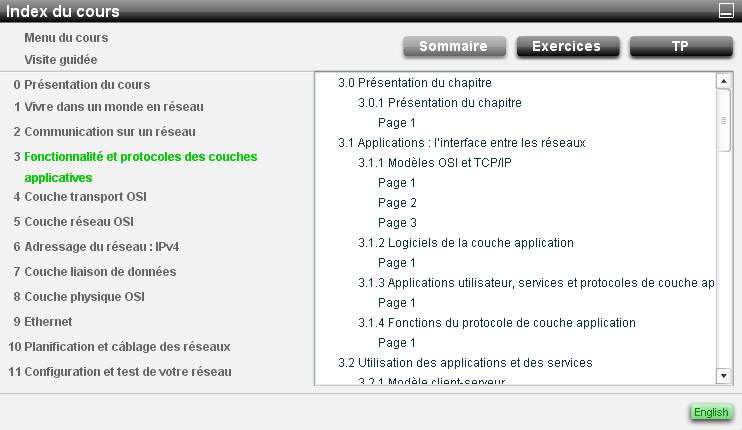 Index du cours
Menu du cours
Visite guidée
Sommaire
Exercices
TP
0 Présentation du cours
1 Vivre dans un monde en réseau
2 Communication sur un réseau
3 Fonctionnalité et protocoles des couches
applicatives
4 Couche transport OSI
5 Couche réseau OSI
6 Adressage du réseau : IPv4
7 Couche liaison de données
8 Couche physique OSI
9 Ethernet
10 Planification et câblage des réseaux
11 Configuration et test de votre réseau
3.0 Présentation du chapitre
3.0.1 Présentation du chapitre
Page 1
3.1 Applications : l'interface entre les réseaux
3.1.1 Modèles OSI et TCP/IP
Page 1
Page 2
Page 3
3.1.2 Logiciels de la couche application
Page 1
3.1.3 Applications utilisateur, services et protocoles de couche ap
Page 1
3.1.4 Fonctions du protocole de couche application
Page 1
3.2 Utilisation des applications et des services
3.2.1 Modèle client-serveur
English